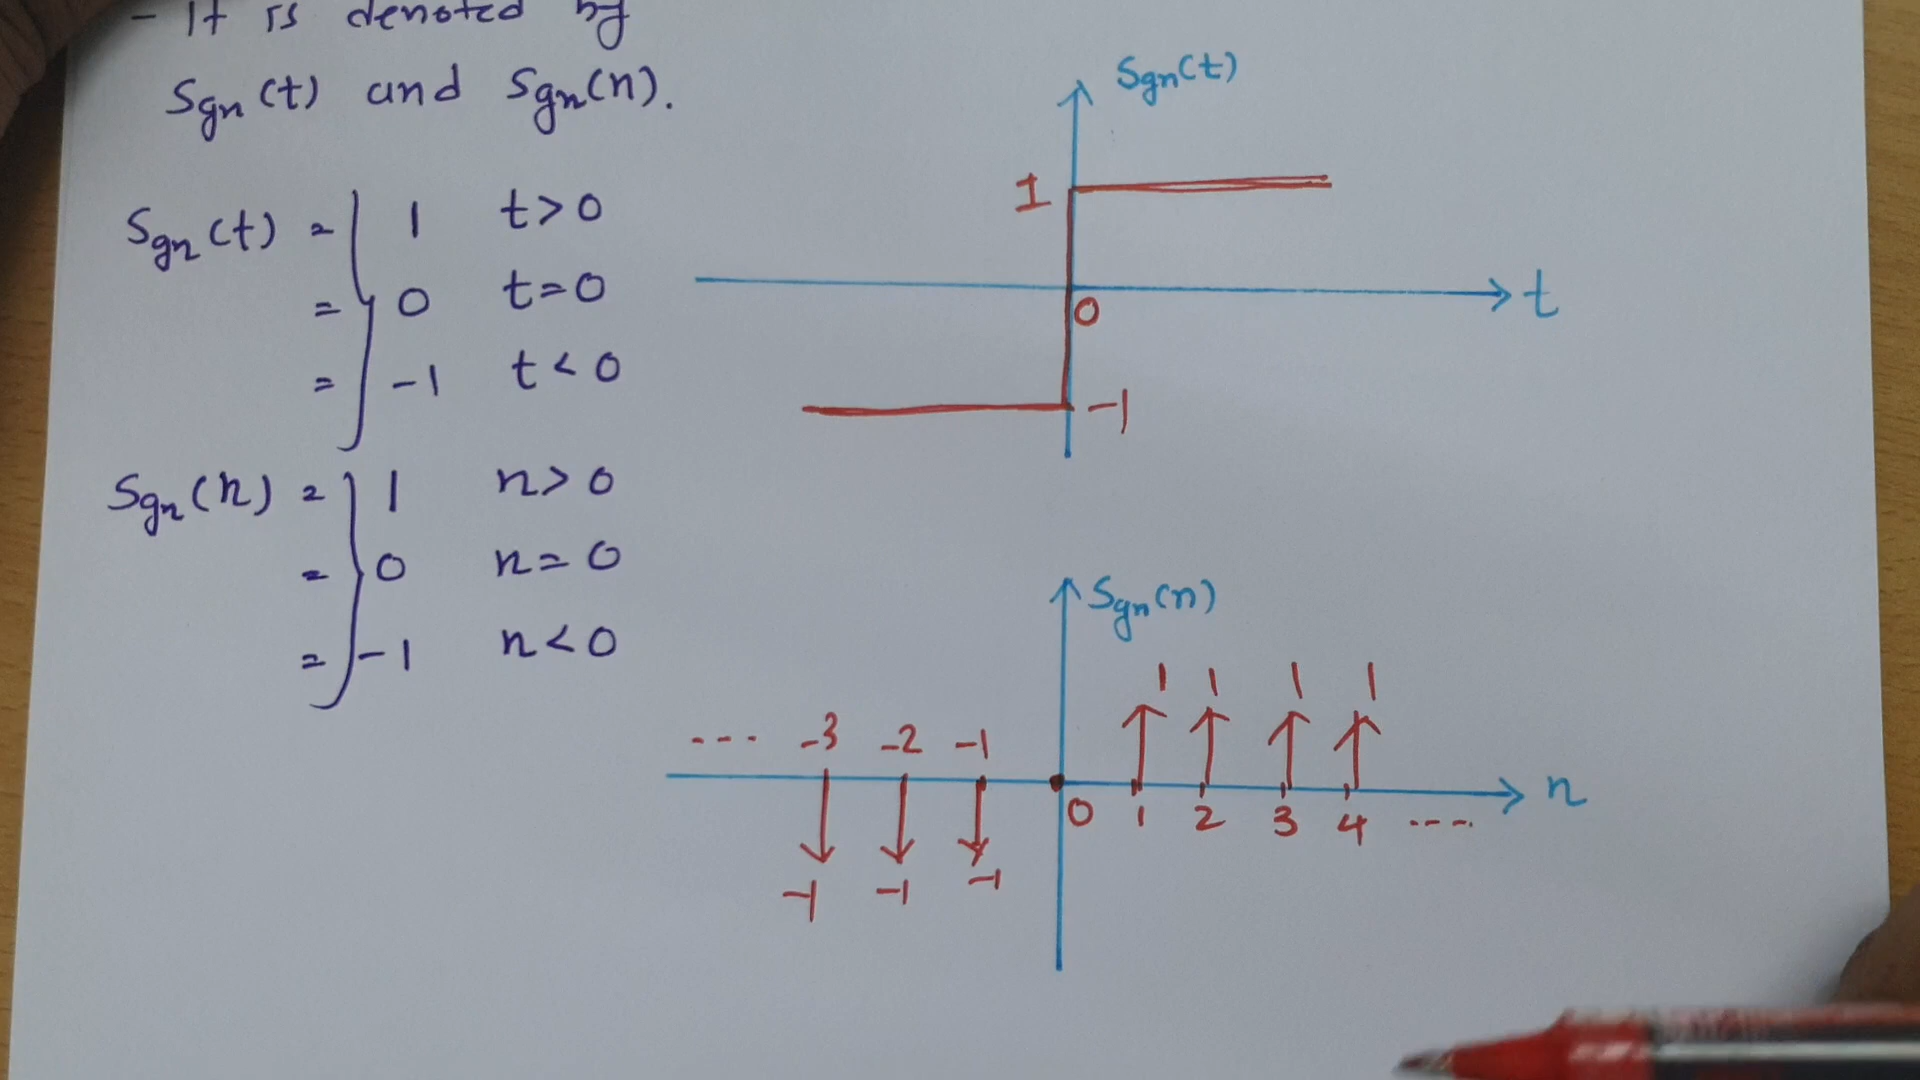 - It is denoted by
Sgn(t) and Sgn(n).
Sgn(t) = 1 t>0
= 0 t=0
= -1 t<0
Sgn(n) = 1 n>0
= 0 n=0
= -1 n<0
Sgn(t)
1
t
0
-1
Sgn(n)
1 1 1 1
---- -3 -2 -1
n
0 1 2 3 4 ----
-1 -1 -1